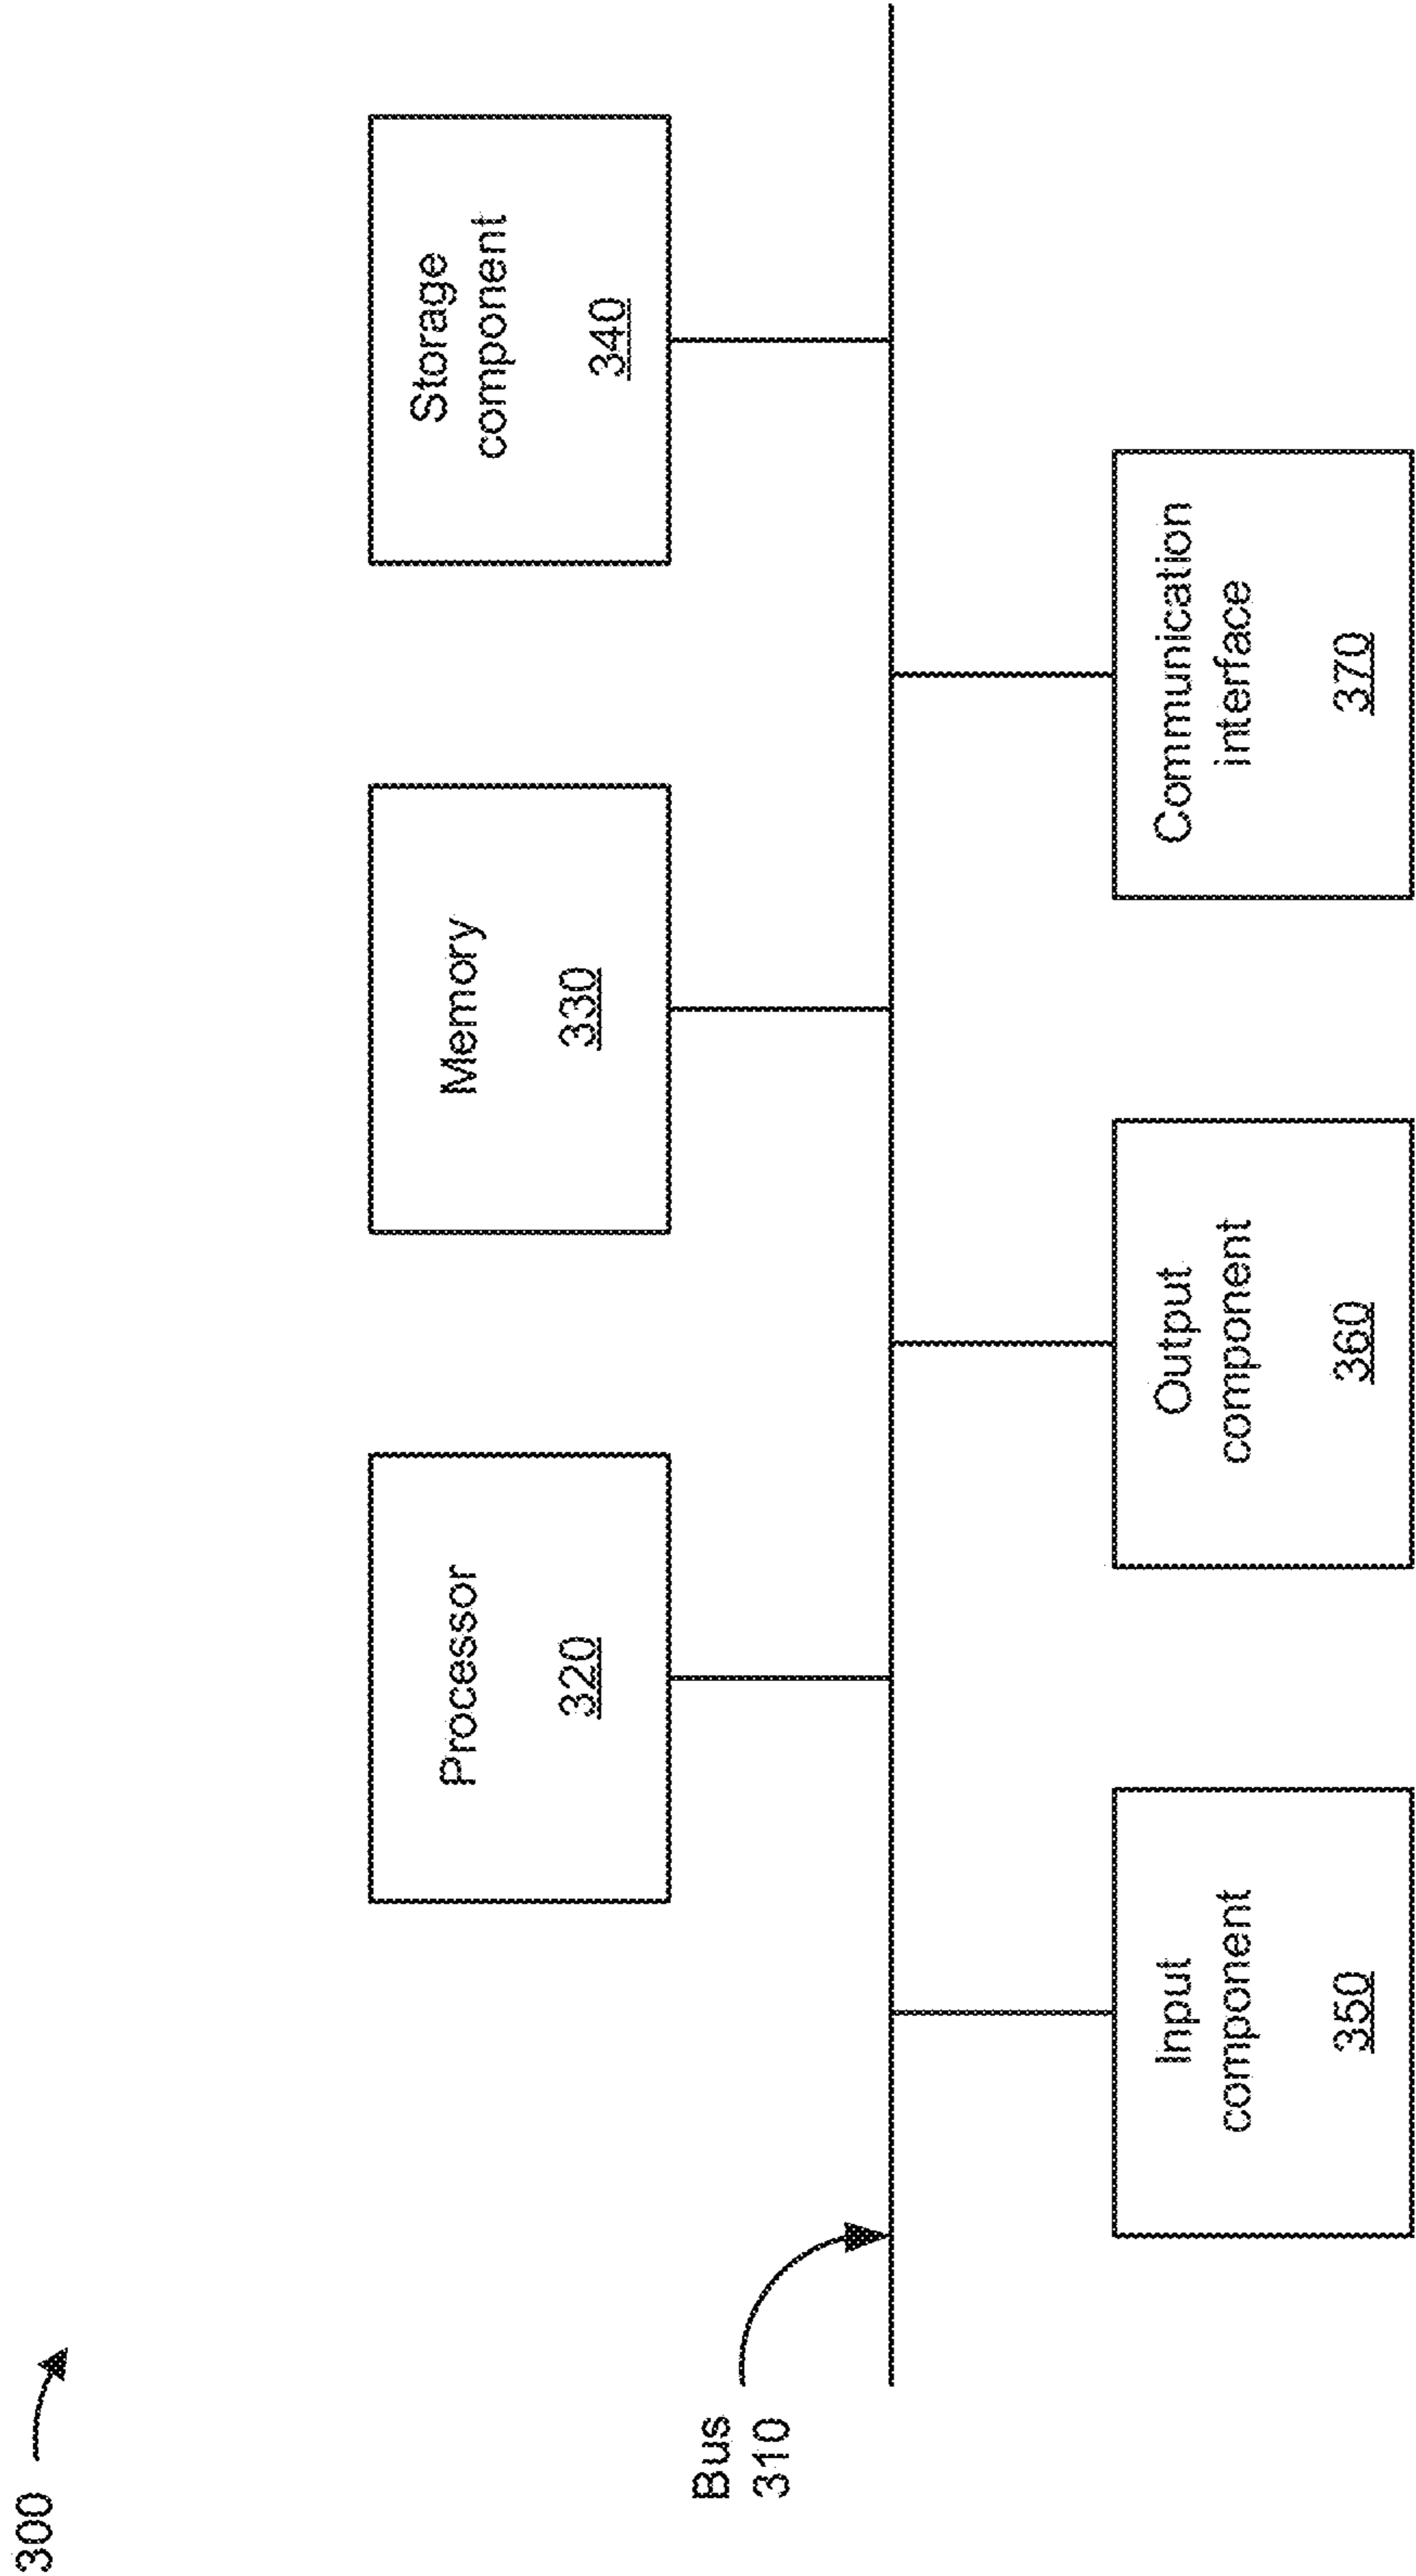 300
Processor
320
Memory
330
Storage
component
340
Bus
310
Input
component
350
Output
component
360
Communication
interface
370